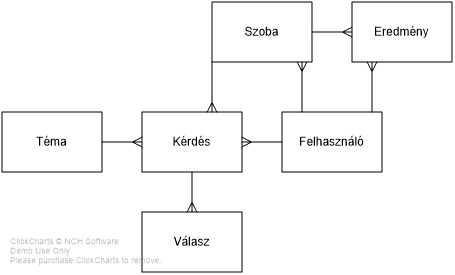 Szoba
Eredmény
Téma
Kérdés
Felhasználó
Válasz
ClickCharts © NCH Software
Demo Use Only
Please purchase ClickCharts to remove.